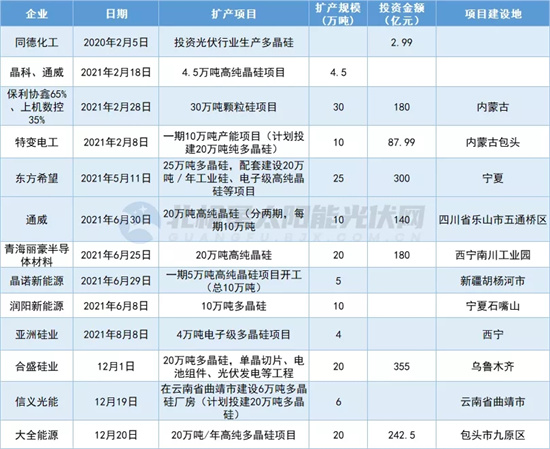 企业 日期 扩产项目 扩产规模（万吨） 投资金额（亿元） 项目建设地
同德化工 2020年2月5日 投资光伏行业生产多晶硅 2.99
晶科、通威 2021年2月18日 4.5万吨高纯晶硅项目 4.5
保利协鑫65%、上机数控35% 2021年2月28日 30万吨颗粒硅项目 30 180 内蒙古
特变电工 2021年2月8日 一期10万吨产能项目（计划投建20万吨纯多晶硅） 10 87.99 内蒙古包头
东方希望 2021年5月11日 25万吨多晶硅，配套建设20万吨／年工业硅、电子级高纯晶硅等项目 25 300 宁夏
通威 2021年6月30日 20万吨高纯晶硅（分两期，每期10万吨 10 140 四川省乐山市五通桥区
青海丽豪半导体材料 2021年6月25日 20万吨高纯晶硅 20 180 西宁南川工业园
晶诺新能源 2021年6月29日 一期5万吨高纯晶硅项目开工（总10万吨） 5 新疆胡杨河市
润阳新能源 2021年6月8日 10万吨多晶硅 10 宁夏石嘴山
亚洲硅业 2021年8月8日 4万吨电子级多晶硅项目 4 西宁
合盛硅业 12月1日 20万吨多晶硅，单晶切片、电池组件、光伏发电等工程 20 355 乌鲁木齐
信义光能 12月19日 在云南省曲靖市建设6万吨多晶硅厂房（计划投建20万吨多晶硅） 6 云南省曲靖市
大全能源 12月20日 20万吨/年高纯多晶硅项目 20 242.5 包头市九原区
北极星太阳能光伏网
GUANGFU.BJX.COM.CN